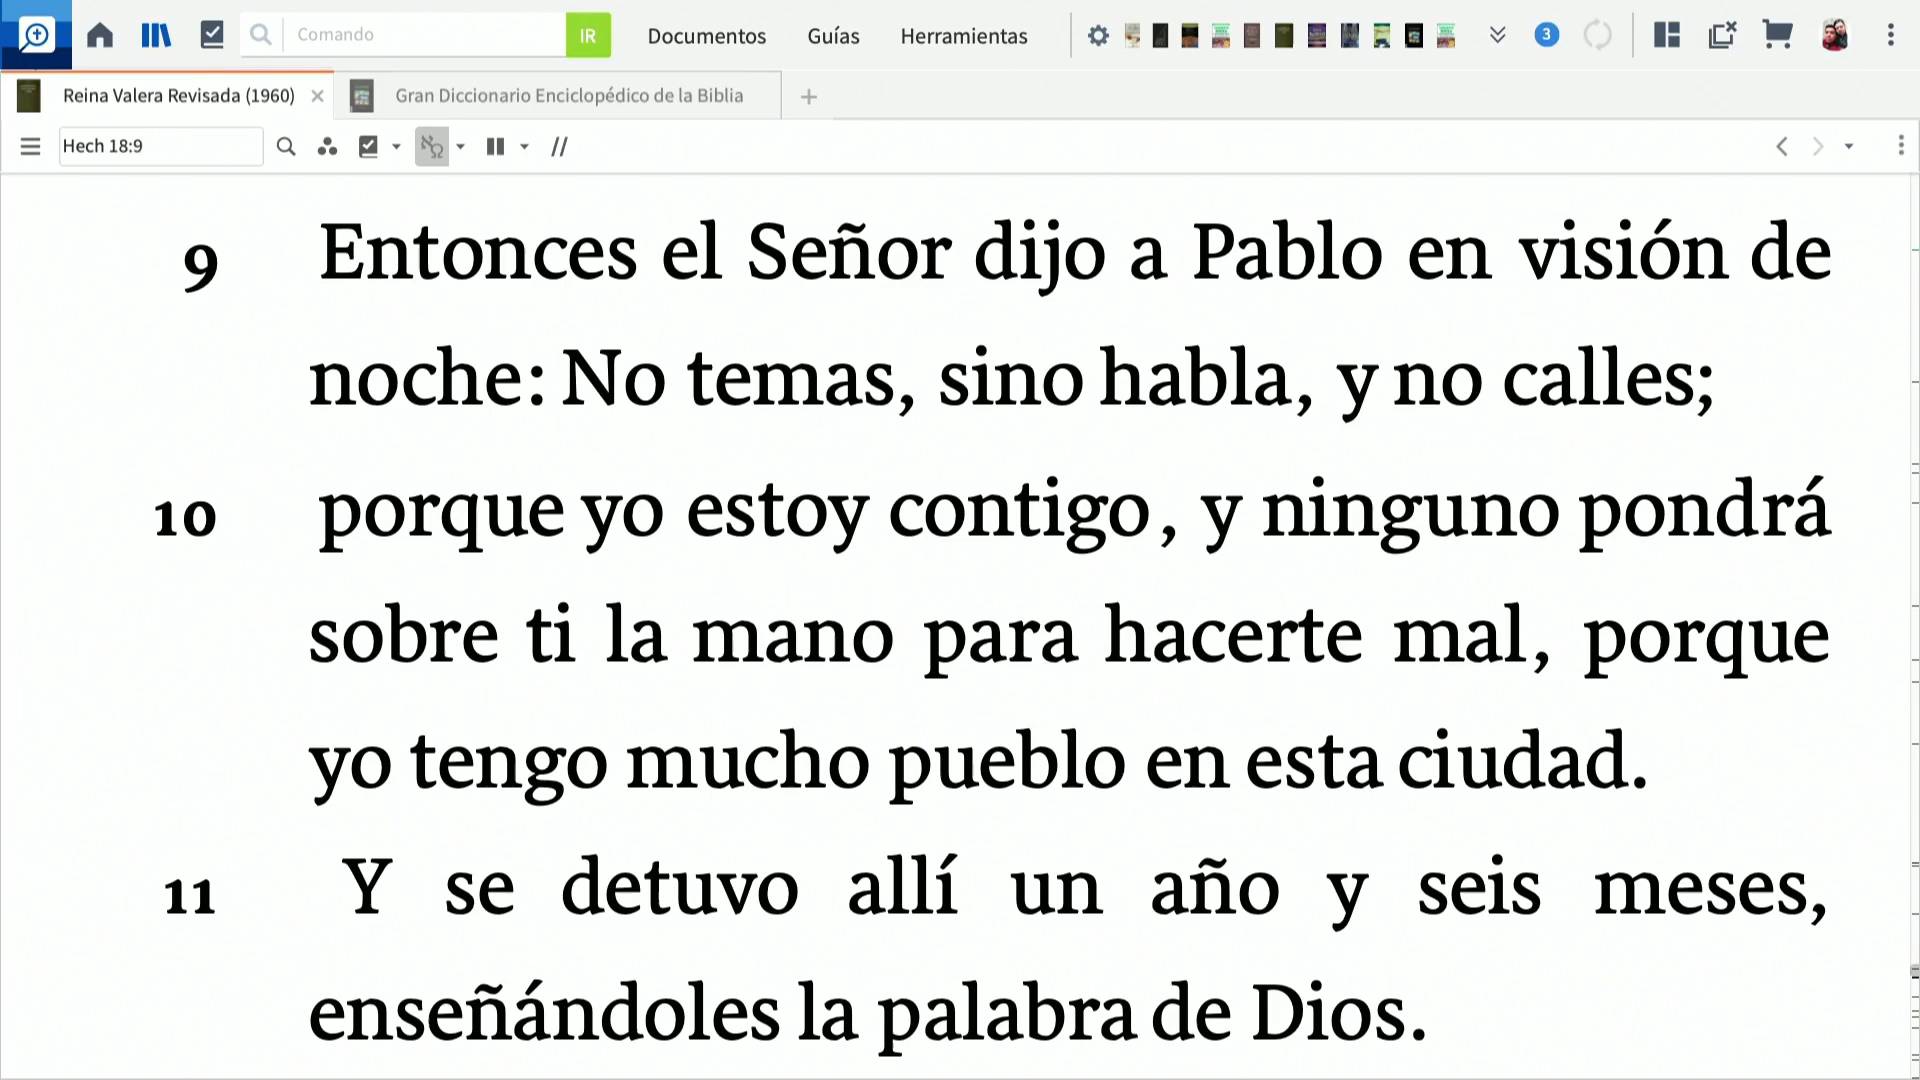 Comando
IR
Documentos
Guías
Herramientas
3
Reina Valera Revisada (1960)
Gran Diccionario Enciclopédico de la Biblia
Hech 18:9
9 Entonces el Señor dijo a Pablo en visión de
noche: No temas, sino habla, y no calles;
10 porque yo estoy contigo, y ninguno pondrá
sobre ti la mano para hacerte mal, porque
yo tengo mucho pueblo en esta ciudad.
11 Y se detuvo allí un año y seis meses,
enseñándoles la palabra de Dios.